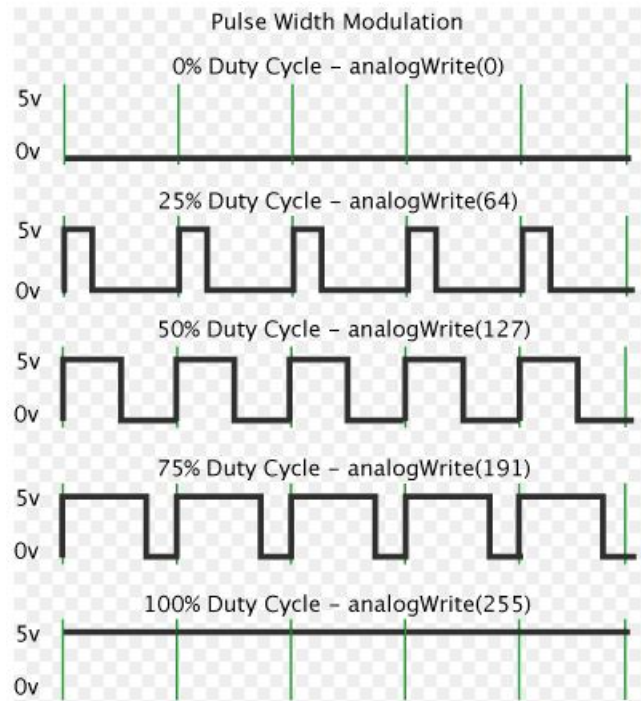 Pulse Width Modulation
0% Duty Cycle – analogWrite(0)
5v
0v
25% Duty Cycle – analogWrite(64)
5v
0v
50% Duty Cycle – analogWrite(127)
5v
0v
75% Duty Cycle – analogWrite(191)
5v
0v
100% Duty Cycle – analogWrite(255)
5v
0v